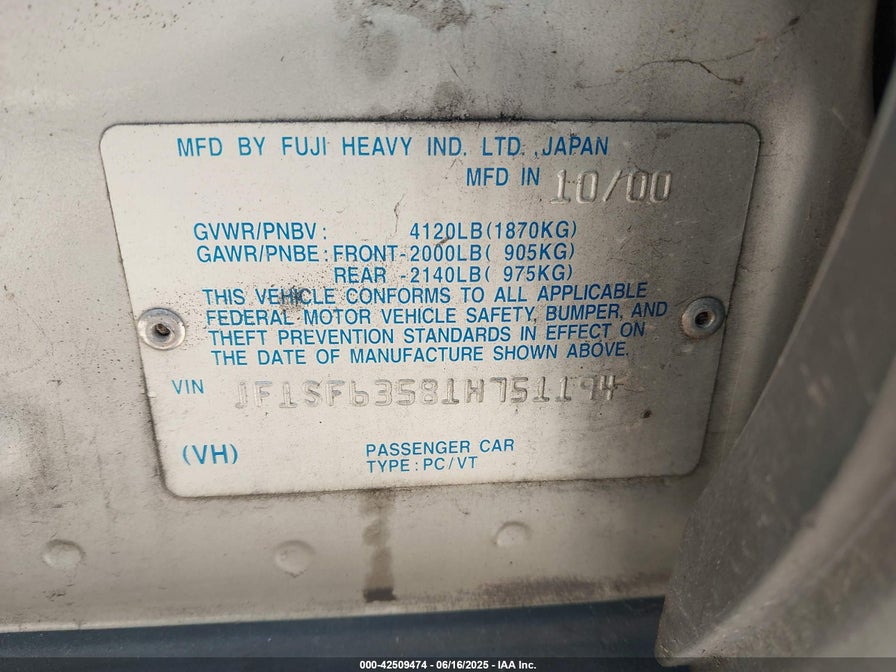 MFD BY FUJI HEAVY IND. LTD. JAPAN
MFD IN 10/00
GVWR/PNBV: 4120LB(1870KG)
GAWR/PNBE: FRONT-2000LB( 905KG)
REAR -2140LB( 975KG)
THIS VEHICLE CONFORMS TO ALL APPLICABLE
FEDERAL MOTOR VEHICLE SAFETY, BUMPER, AND
THEFT PREVENTION STANDARDS IN EFFECT ON
THE DATE OF MANUFACTURE SHOWN ABOVE.
VIN JF1SF63581H751194
(VH) PASSENGER CAR
TYPE: PC/VT
000-42509474 - 06/16/2025 - IAA Inc.